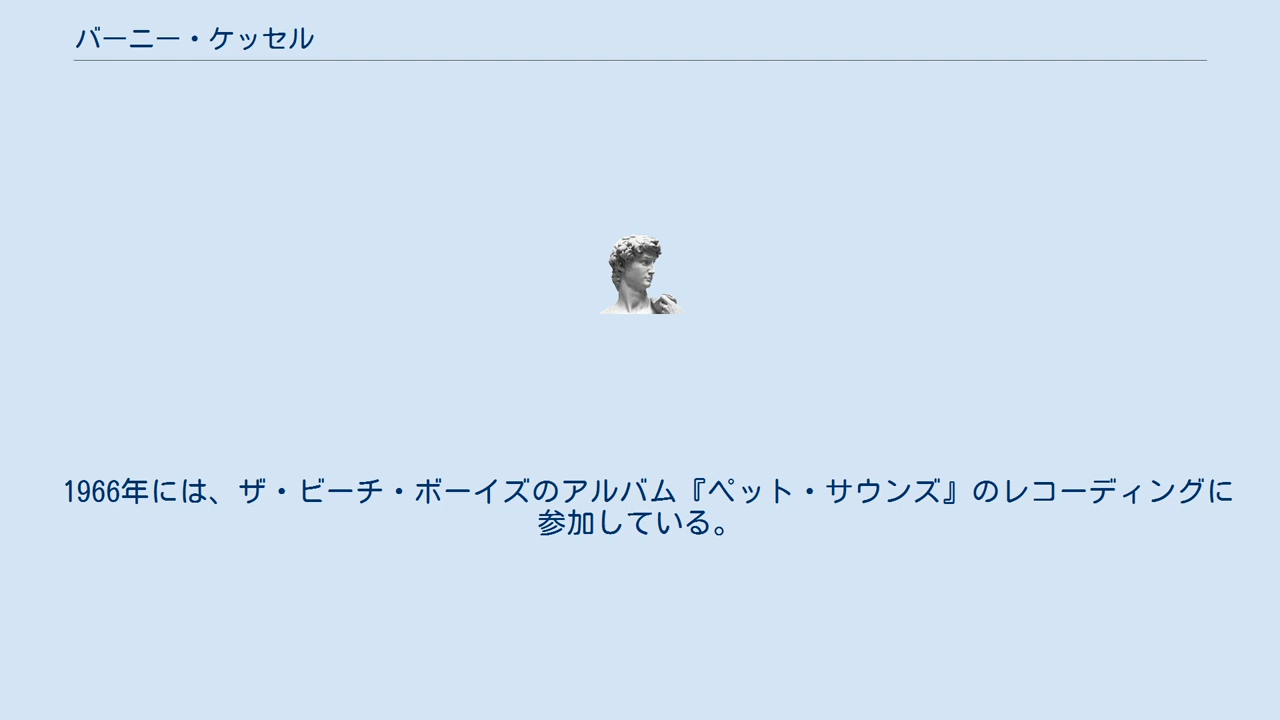 バーニー・ケッセル
1966年には、ザ・ビーチ・ボーイズのアルバム『ペット・サウンズ』のレコーディングに
参加している。